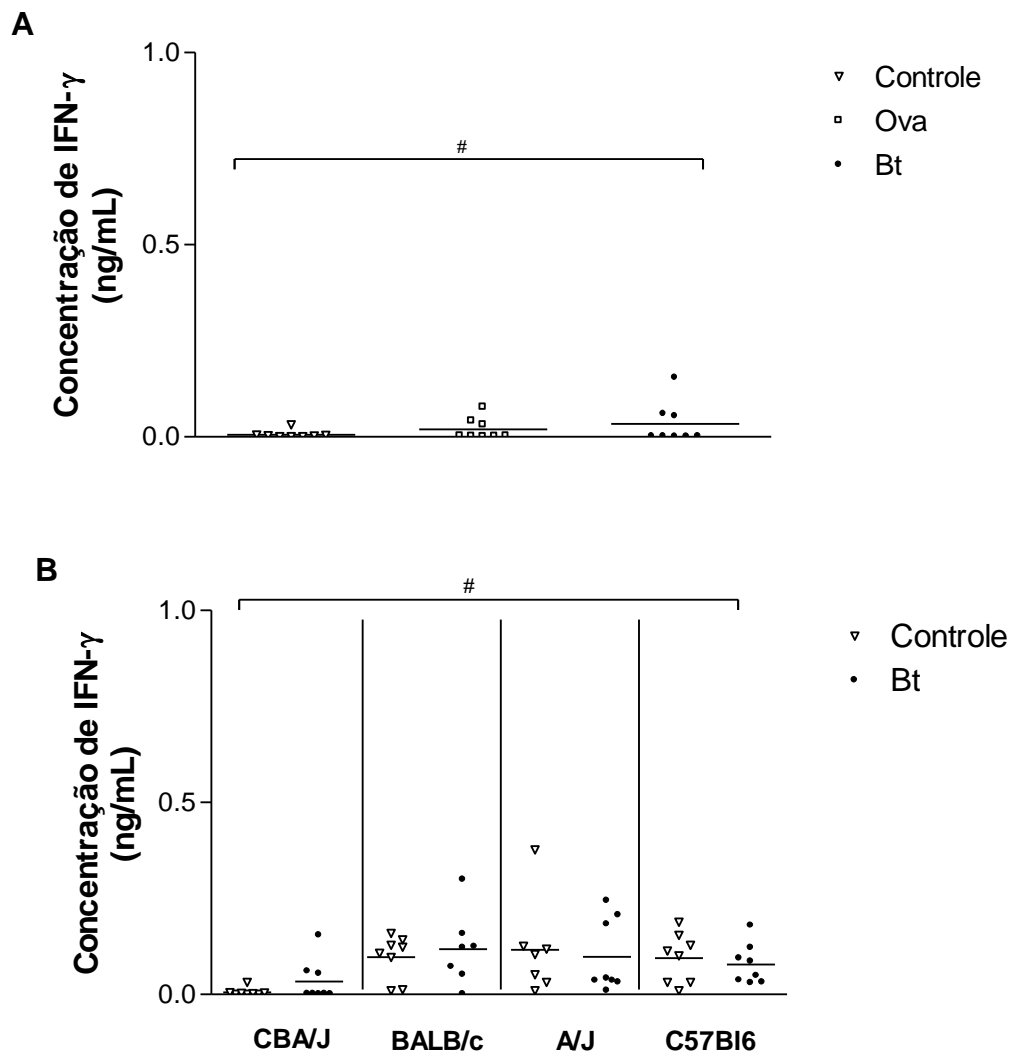 A
Concentração de IFN-γ
(ng/mL)
1.0
0.5
0.0
#
Controle
Ova
Bt
B
Concentração de IFN-γ
(ng/mL)
1.0
0.5
0.0
#
Controle
Bt
CBA/J
BALB/c
A/J
C57Bl6